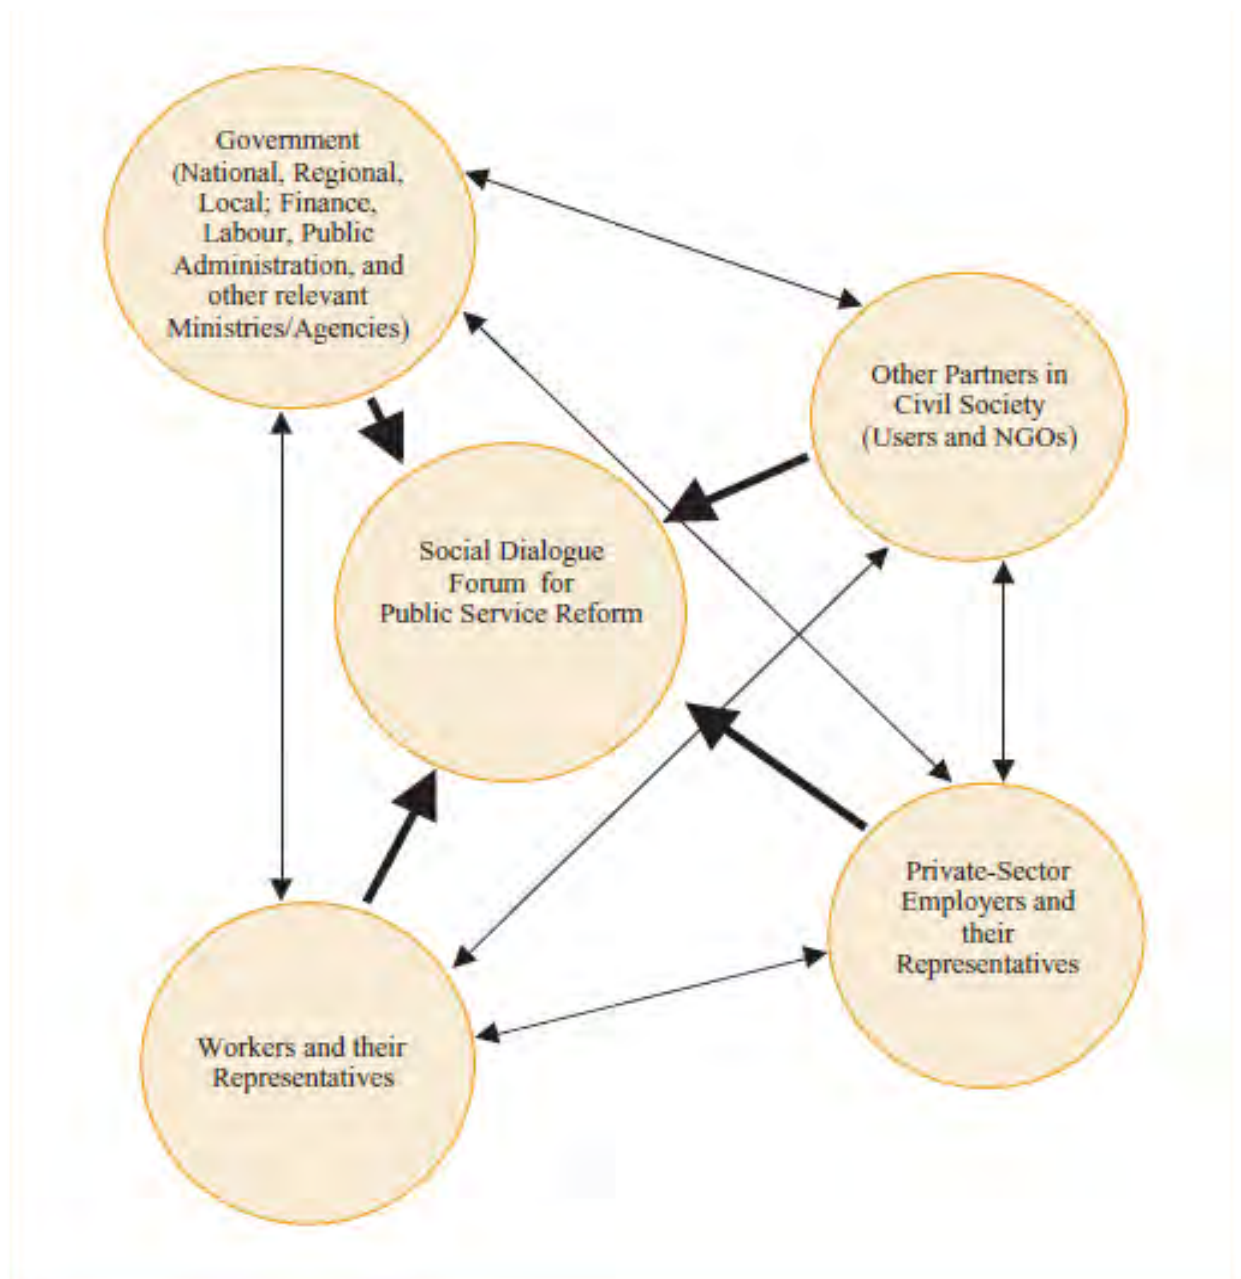 Government
(National, Regional,
Local; Finance,
Labour, Public
Administration, and
other relevant
Ministries/Agencies)
Other Partners in
Civil Society
(Users and NGOs)
Social Dialogue
Forum for
Public Service Reform
Private-Sector
Employers and
their
Representatives
Workers and their
Representatives